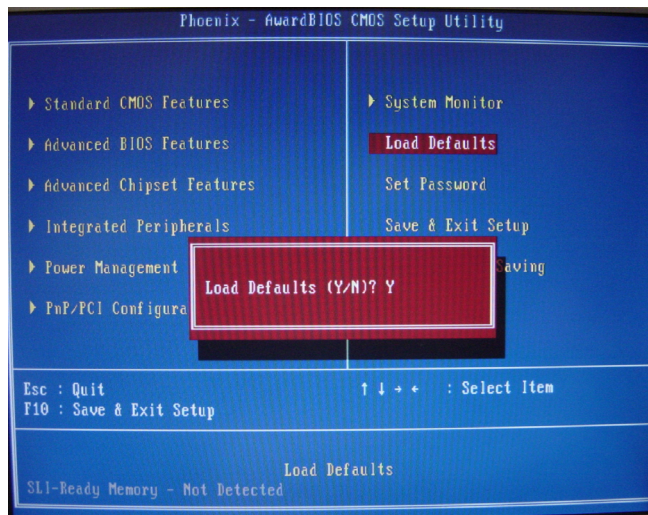 Phoenix - AwardBIOS CMOS Setup Utility
Standard CMOS Features
Advanced BIOS Features
Advanced Chipset Features
Integrated Peripherals
Power Management
PnP/PCI Configura
System Monitor
Load Defaults
Set Password
Save & Exit Setup
Saving
Load Defaults (Y/N)? Y
Esc : Quit
F10 : Save & Exit Setup
↑ ↓ → ← : Select Item
Load Defaults
SLI-Ready Memory - Not Detected